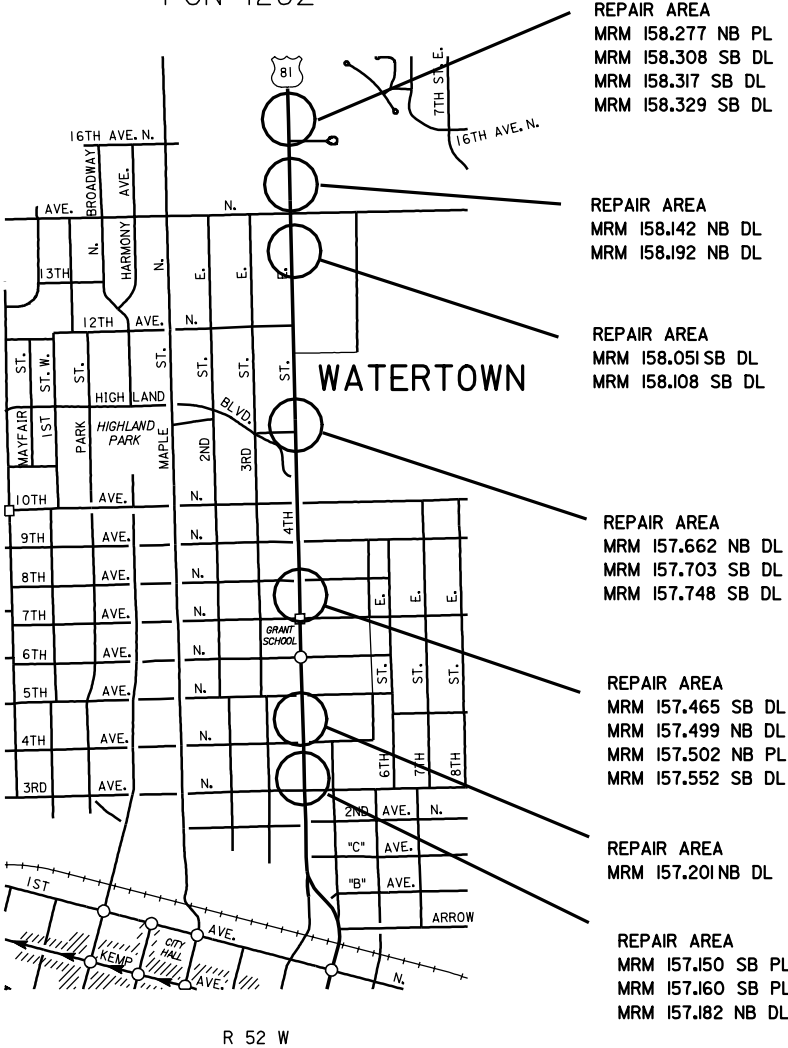 REPAIR AREA
MRM 158.277 NB PL
MRM 158.308 SB DL
MRM 158.317 SB DL
MRM 158.329 SB DL
81
7TH ST. E.
16TH AVE. N.
16TH AVE. N.
BROADWAY
AVE.
HARMONY
AVE.
N.
REPAIR AREA
MRM 158.142 NB DL
MRM 158.192 NB DL
N.
N.
E.
E.
E.
13TH
12TH AVE. N.
REPAIR AREA
MRM 158.051 SB DL
MRM 158.108 SB DL
WATERTOWN
ST.
ST. W.
ST.
ST.
ST.
ST.
ST.
HIGHLAND
BLVD.
MAYFAIR
1ST
PARK
HIGHLAND
PARK
MAPLE
2ND
3RD
10TH AVE. N.
4TH
REPAIR AREA
MRM 157.662 NB DL
MRM 157.703 SB DL
MRM 157.748 SB DL
9TH AVE. N.
8TH AVE. N.
7TH AVE. N.
E.
E.
E.
GRANT
SCHOOL
6TH AVE. N.
5TH AVE. N.
ST.
ST.
ST.
REPAIR AREA
MRM 157.465 SB DL
MRM 157.499 NB DL
MRM 157.502 NB PL
MRM 157.552 SB DL
4TH AVE. N.
6TH
7TH
8TH
3RD AVE. N.
2ND AVE. N.
"C" AVE.
"B" AVE.
ARROW
REPAIR AREA
MRM 157.201 NB DL
1ST AVE. N.
CITY
HALL
KEMP AVE.
REPAIR AREA
MRM 157.150 SB PL
MRM 157.160 SB PL
MRM 157.182 NB DL
R 52 W